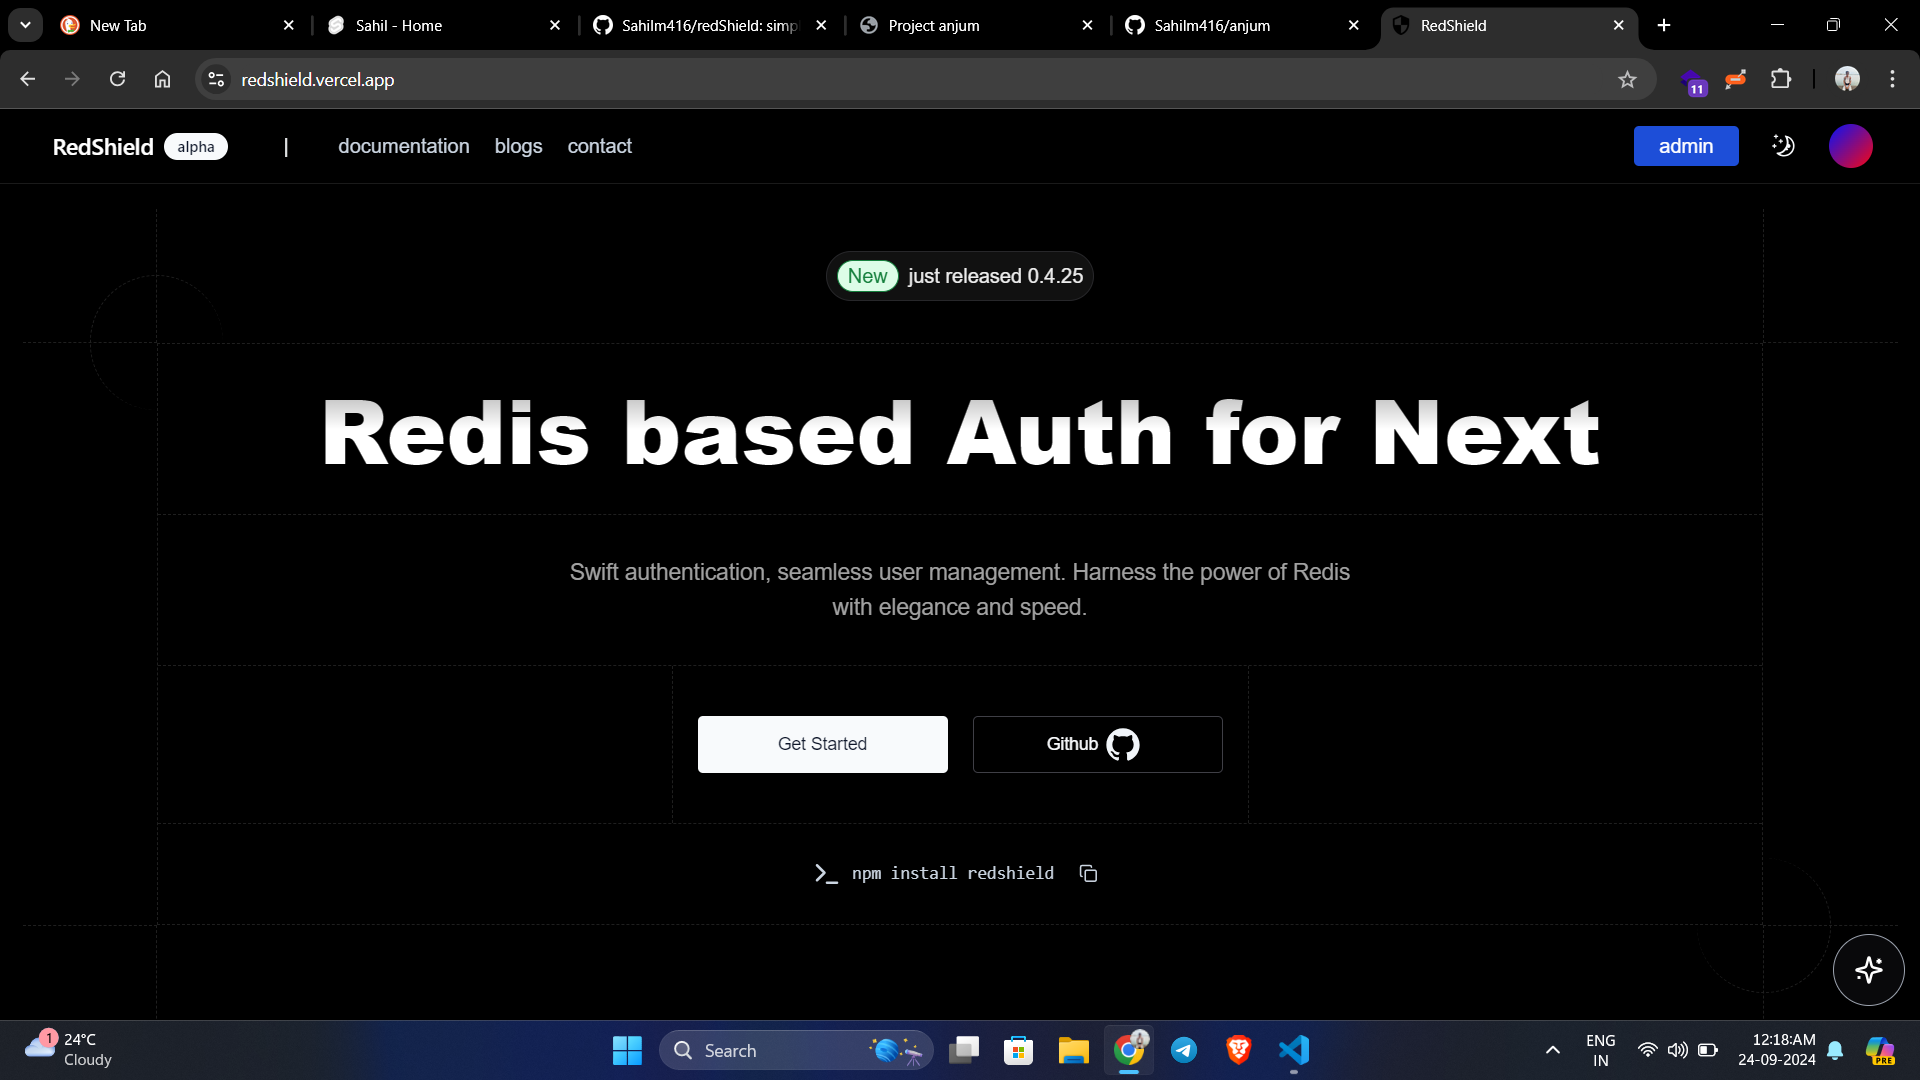 New Tab
Sahil - Home
Sahilm416/redShield: simp
Project anjum
Sahilm416/anjum
RedShield
redshield.vercel.app
11
RedShield alpha | documentation blogs contact
admin
New just released 0.4.25
Redis based Auth for Next
Swift authentication, seamless user management. Harness the power of Redis
with elegance and speed.
Get Started
Github
npm install redshield
1
24°C
Cloudy
Search
ENG
IN
12:18:AM
24-09-2024
PRE